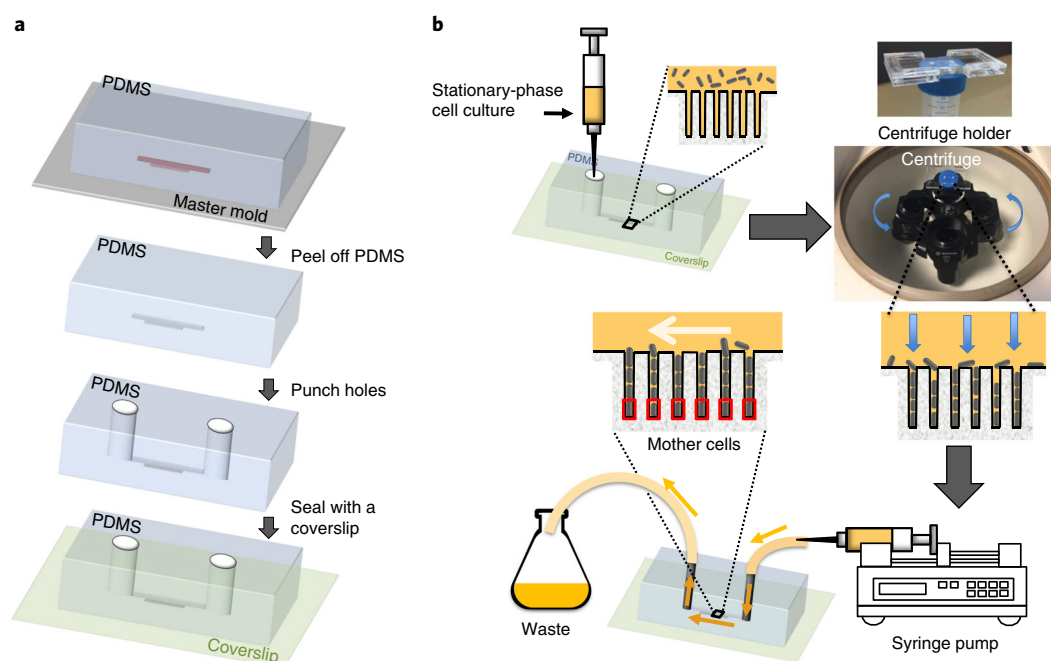 a
PDMS
Master mold
Peel off PDMS
PDMS
Punch holes
PDMS
Seal with a
coverslip
PDMS
Coverslip
b
Stationary-phase
cell culture
PDMS
Coverslip
Centrifuge holder
Centrifuge
Mother cells
Waste
Syringe pump